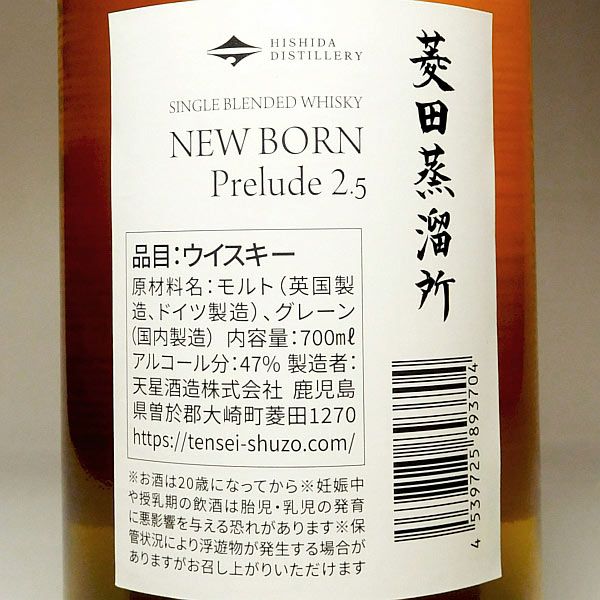 HISHIDA
DISTILLERY
SINGLE BLENDED WHISKY
NEW BORN
Prelude 2.5
菱田蒸溜所
品目：ウイスキー
原材料名：モルト（英国製
造、ドイツ製造）、グレーン
（国内製造） 内容量：700㎖
アルコール分：47% 製造者：
天星酒造株式会社 鹿児島
県曽於郡大崎町菱田1270
https://tensei-shuzo.com/
※お酒は20歳になってから※妊娠中
や授乳期の飲酒は胎児・乳児の発育
に悪影響を与える恐れがあります※保
管状況により浮遊物が発生する場合が
ありますがお召し上がりいただけます
4 539725 893704